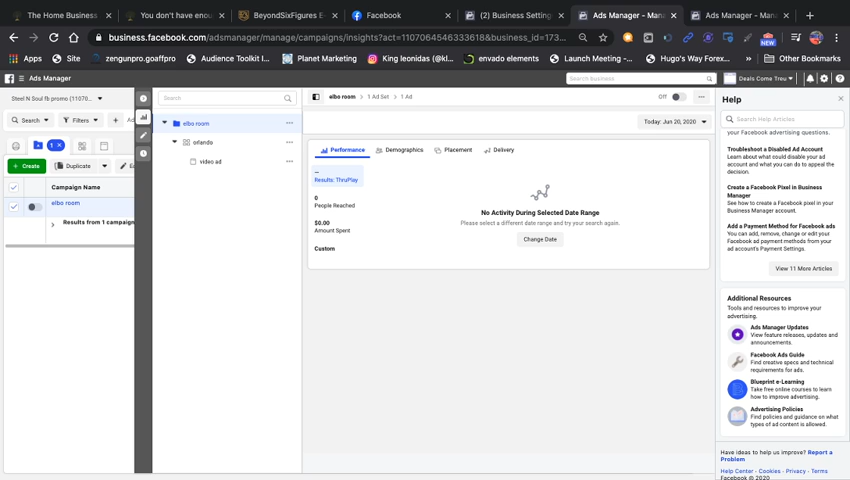 The Home Business
You don't have enou
BeyondSixFigures E
Facebook
(2) Business Setting
Ads Manager - Mana
Ads Manager - Mana
business.facebook.com/adsmanager/manage/campaigns/insights?act=1107064546333618&business_id=173...
NEW
Apps
Site
zengunpro.goaffpro
Audience Toolkit I...
Planet Marketing
King leonidas (@kl...
envado elements
Launch Meeting -...
Hugo's Way Forex...
»
Other Bookmarks
Ads Manager
Search US Business
Deals Come Treu
Steel N Soul fb promo (11070...
Search
Filters
+ Ad
1
+ Create
Duplicate
Campaign Name
elbo room
Results from 1 campaign
Search
elbo room
orlando
video ad
elbo room
1 Ad Set
1 Ad
Off
Today: Jun 20, 2020
Performance
Demographics
Placement
Delivery
—
Results: ThruPlay
0
People Reached
$0.00
Amount Spent
Custom
No Activity During Selected Date Range
Please select a different date range and try your search again.
Change Date
Help
Search Help Articles
your Facebook advertising questions.
Troubleshoot a Disabled Ad
Account
Learn about what could disable your
ad account and what you can do to appeal the
decision.
Create a Facebook Pixel in Business
Manager
See how to create a Facebook pixel in your
Business Manager account.
Add a Payment Method for Facebook ads
You can add, remove, change or edit your
Facebook ad payment methods from your
ad account's Payment Settings.
View 11 More Articles
Additional Resources
Tools and resources to improve your
advertising.
Ads Manager Updates
View feature releases, updates and
announcements.
Facebook Ads Guide
Find creative specs and technical
requirements for ads.
Blueprint e-Learning
Take free online courses to learn
how to improve advertising.
Advertising Policies
Find policies and guidance on what
types of ad content is allowed.
Have ideas to help us improve? Report a
Problem
Help Center - Cookies - Privacy - Terms
Facebook © 2020